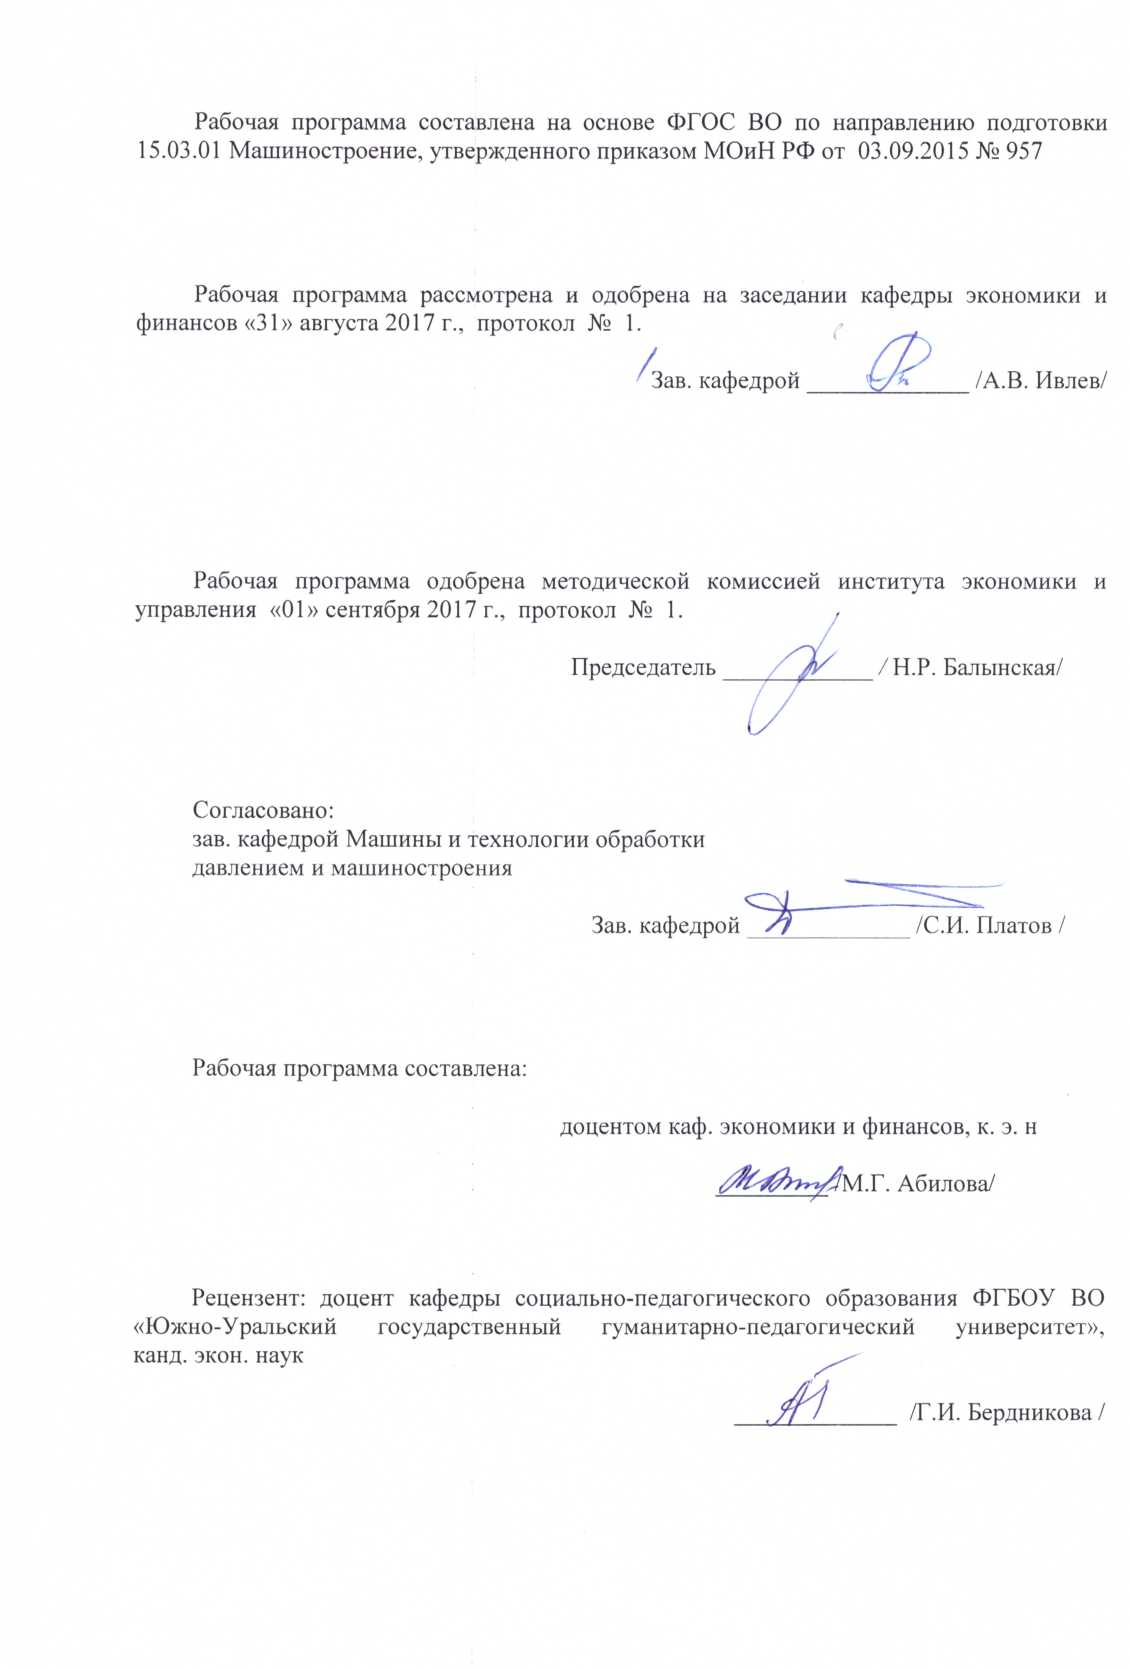 Рабочая программа составлена на основе ФГОС ВО по направлению подготовки
15.03.01 Машиностроение, утвержденного приказом МОиН РФ от 03.09.2015 № 957
Рабочая программа рассмотрена и одобрена на заседании кафедры экономики и
финансов «31» августа 2017 г., протокол № 1.
Зав. кафедрой _____________ /А.В. Ивлев/
Рабочая программа одобрена методической комиссией института экономики и
управления «01» сентября 2017 г., протокол № 1.
Председатель ____________ / Н.Р. Балынская/
Согласовано:
зав. кафедрой Машины и технологии обработки
давлением и машиностроения
Зав. кафедрой _____________ /С.И. Платов /
Рабочая программа составлена:
доцентом каф. экономики и финансов, к. э. н
_________ /М.Г. Абилова/
Рецензент: доцент кафедры социально-педагогического образования ФГБОУ ВО
«Южно-Уральский государственный гуманитарно-педагогический университет»,
канд. экон. наук
_____________ /Г.И. Бердникова /